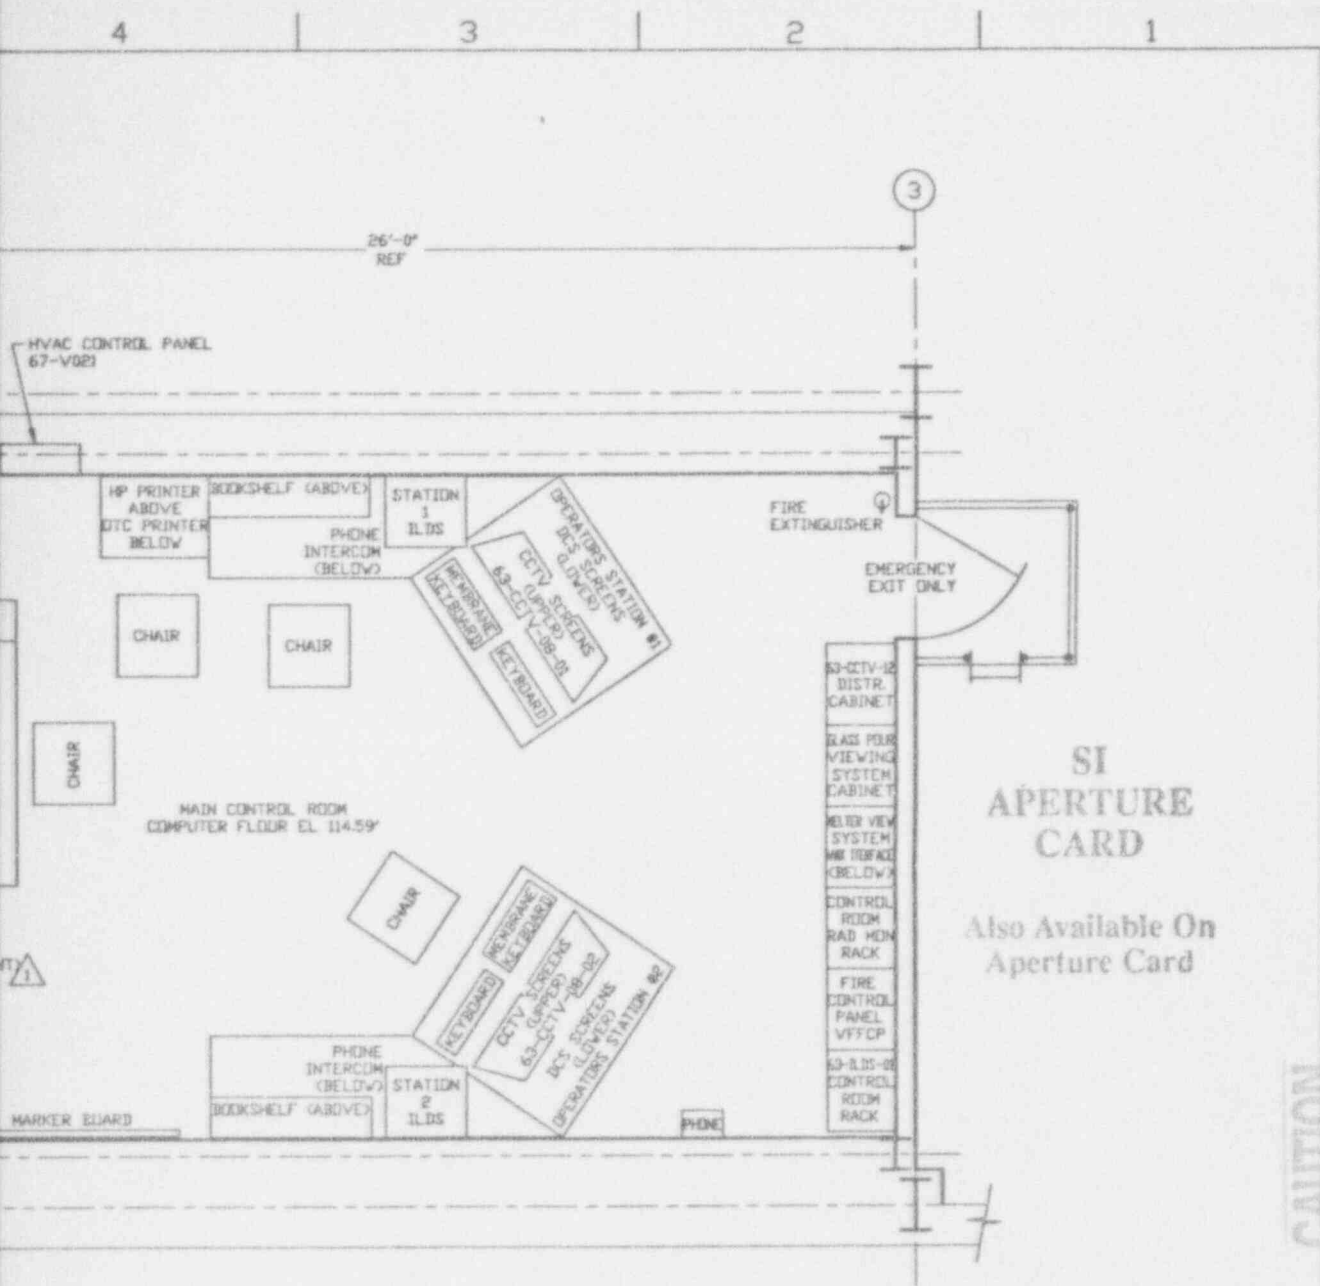 4 3 2 1
3
26'-0"
REF
HVAC CONTROL PANEL
67-V021
HP PRINTER
ABOVE
DTC PRINTER
BELOW
BOOKSHELF (ABOVE)
PHONE
INTERCOM
(BELOW)
STATION
1
ILDS
OPERATORS STATION #1
DCS SCREENS
(LOWER)
CCTV SCREENS
(UPPER)
63-CCTV-08-01
MEMBRANE
KEYBOARD
KEYBOARD
FIRE
EXTINGUISHER
EMERGENCY
EXIT ONLY
CHAIR
CHAIR
CHAIR
MAIN CONTROL ROOM
COMPUTER FLOOR EL 114.59'
63-CCTV-12
DISTR.
CABINET
GLASS POUR
VIEWING
SYSTEM
CABINET
MELTER VIEW
SYSTEM
(BELOW)
CONTROL
ROOM
RAD MON
RACK
FIRE
CONTROL
PANEL
VFFCP
CONTROL
ROOM
RACK
SI
APERTURE
CARD
Also Available On
Aperture Card
CHAIR
1
MEMBRANE
KEYBOARD
KEYBOARD
CCTV SCREENS
(UPPER)
63-CCTV-08-02
DCS SCREENS
(LOWER)
OPERATORS STATION #2
PHONE
INTERCOM
(BELOW)
BOOKSHELF (ABOVE)
STATION
2
ILDS
MARKER BOARD
PHONE
CAUTION